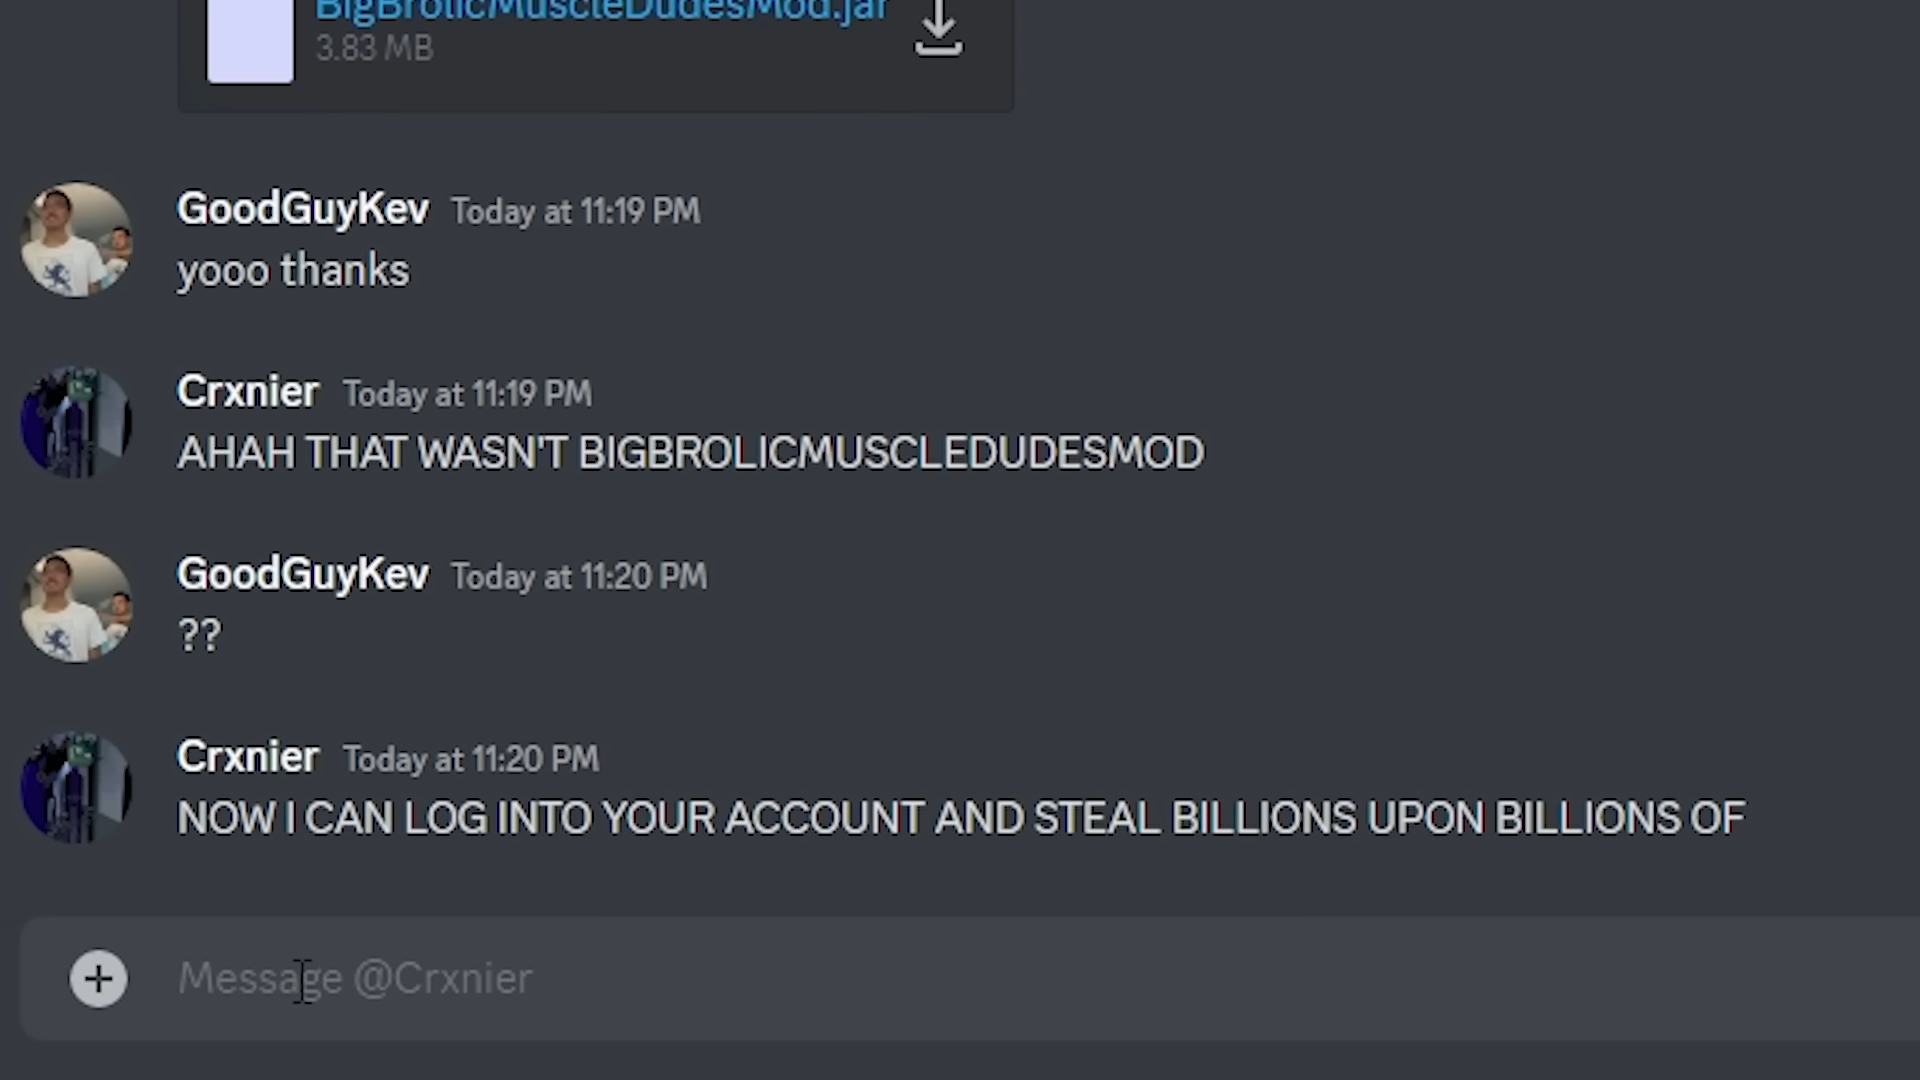 BigBrolicMuscleDudesMod.jar
3.83 MB
GoodGuyKev Today at 11:19 PM
yooo thanks
Crxnier Today at 11:19 PM
AHAH THAT WASN'T BIGBROLICMUSCLEDUDESMOD
GoodGuyKev Today at 11:20 PM
??
Crxnier Today at 11:20 PM
NOW I CAN LOG INTO YOUR ACCOUNT AND STEAL BILLIONS UPON BILLIONS OF
Message @Crxnier